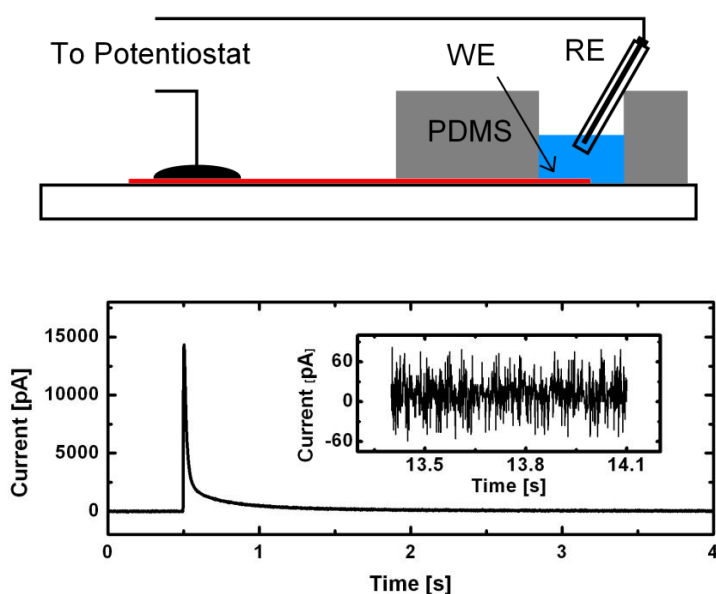 To Potentiostat
WE
RE
PDMS
Current [pA]
15000
10000
5000
0
0
1
2
3
4
Time [s]
Current [pA]
60
0
-60
13.5
13.8
14.1
Time [s]